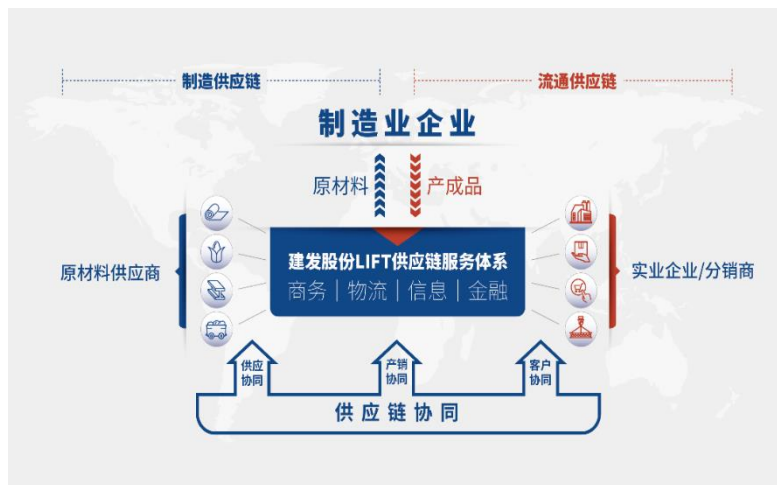 制造供应链
流通供应链
制造业企业
原材料
产成品
原材料供应商
建发股份LIFT供应链服务体系
商务｜物流｜信息｜金融
实业企业/分销商
供应
协同
产销
协同
客户
协同
供应链协同